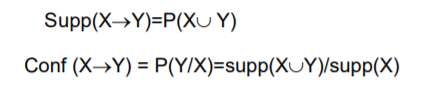 Supp(X→Y)=P(X∪ Y)
Conf (X→Y) = P(Y/X)=supp(X∪Y)/supp(X)